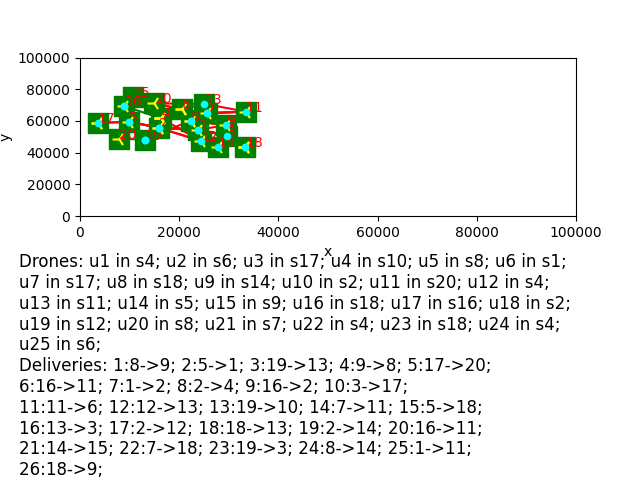 100000
80000
60000
40000
20000
0
y
0 20000 40000 60000 80000 100000
x
Drones: u1 in s4; u2 in s6; u3 in s17; u4 in s10; u5 in s8; u6 in s1;
u7 in s17; u8 in s18; u9 in s14; u10 in s2; u11 in s20; u12 in s4;
u13 in s11; u14 in s5; u15 in s9; u16 in s18; u17 in s16; u18 in s2;
u19 in s12; u20 in s8; u21 in s7; u22 in s4; u23 in s18; u24 in s4;
u25 in s6;
Deliveries: 1:8->9; 2:5->1; 3:19->13; 4:9->8; 5:17->20;
6:16->11; 7:1->2; 8:2->4; 9:16->2; 10:3->17;
11:11->6; 12:12->13; 13:19->10; 14:7->11; 15:5->18;
16:13->3; 17:2->12; 18:18->13; 19:2->14; 20:16->11;
21:14->15; 22:7->18; 23:19->3; 24:8->14; 25:1->11;
26:18->9;